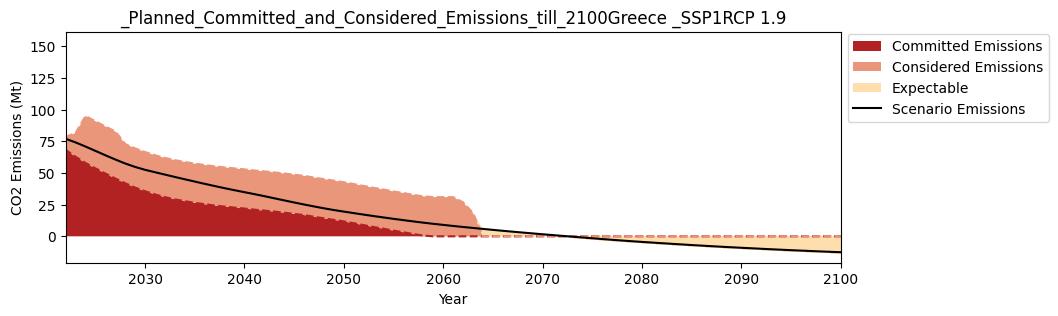 _Planned_Committed_and_Considered_Emissions_till_2100Greece _SSP1RCP 1.9
CO2 Emissions (Mt)
150
125
100
75
50
25
0
2030 2040 2050 2060 2070 2080 2090 2100
Year
Committed Emissions
Considered Emissions
Expectable
Scenario Emissions